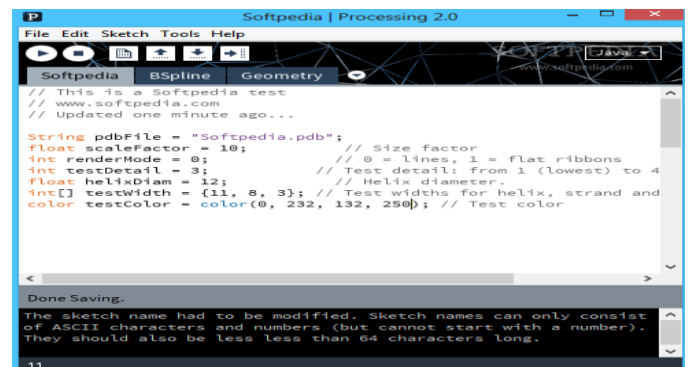 Softpedia | Processing 2.0
File Edit Sketch Tools Help
SOFTPEDIA
Java
www.softpedia.com
Softpedia BSpline Geometry
// This is a Softpedia test
// www.softpedia.com
// Updated one minute ago...
String pdbFile = "Softpedia.pdb";
float scaleFactor = 10; // Size factor
int renderMode = 0; // 0 = lines, 1 = flat ribbons
int testDetail = 3; // Test detail: from 1 (lowest) to 4
float helixDiam = 12; // Helix diameter.
int[] testWidth = {11, 8, 3}; // Test widths for helix, strand and
color testColor = color(0, 232, 132, 250); // Test color
Done Saving.
The sketch name had to be modified. Sketch names can only consist
of ASCII characters and numbers (but cannot start with a number).
They should also be less less than 64 characters long.
11